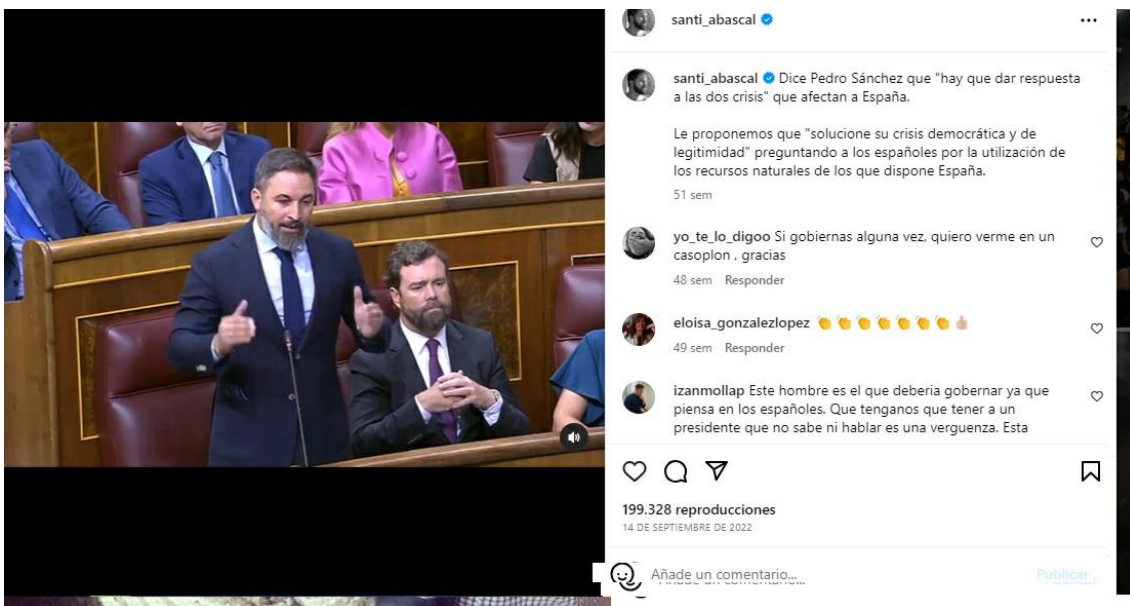 santi_abascal
santi_abascal Dice Pedro Sánchez que "hay que dar respuesta
a las dos crisis" que afectan a España.
Le proponemos que "solucione su crisis democrática y de
legitimidad" preguntando a los españoles por la utilización de
los recursos naturales de los que dispone España.
51 sem
yo_te_lo_digoo Si gobiernas alguna vez, quiero verme en un
casoplon , gracias
48 sem Responder
eloisa_gonzalezlopez 👏👏👏👏👏👏👏👍🏼
49 sem Responder
izanmollap Este hombre es el que deberia gobernar ya que
piensa en los españoles. Que tenganos que tener a un
presidente que no sabe ni hablar es una verguenza. Esta
199.328 reproducciones
14 DE SEPTIEMBRE DE 2022
Añade un comentario...
Publicar